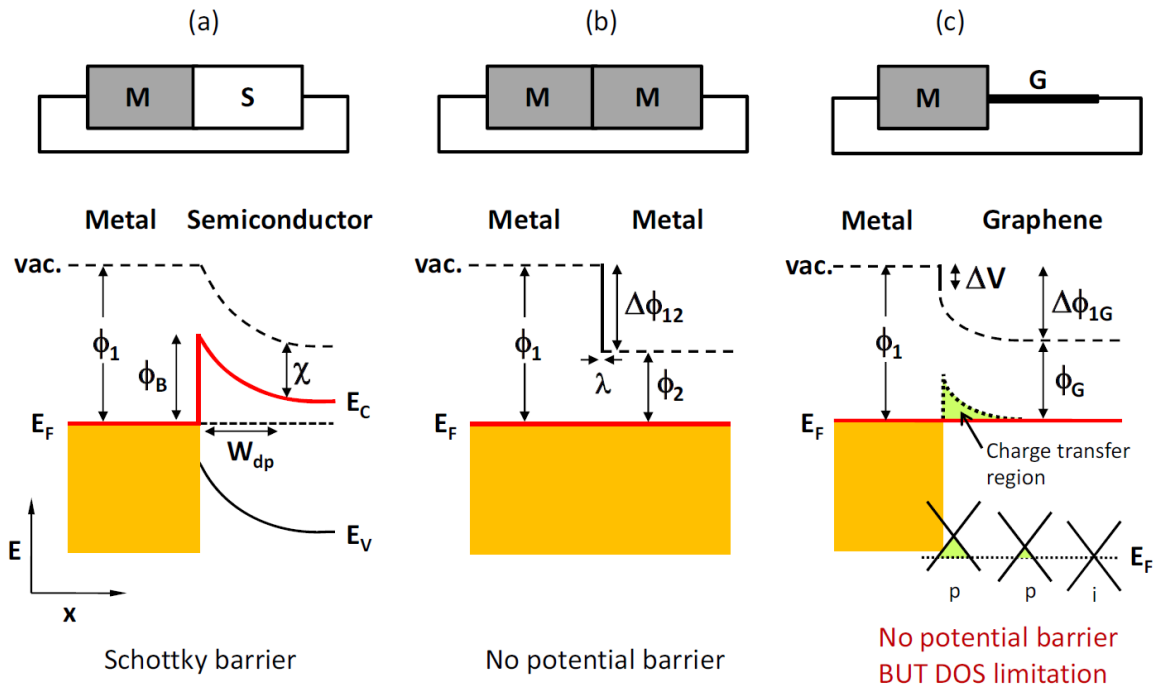 (a)
(b)
(c)
M
S
M
M
M
G
Metal
Semiconductor
Metal
Metal
Metal
Graphene
vac.
ϕ1
ϕB
χ
EC
EF
Wdp
EV
E
x
vac.
ϕ1
Δϕ12
λ
ϕ2
EF
vac.
ΔV
Δϕ1G
ϕ1
ϕG
EF
Charge transfer
region
EF
p
p
i
Schottky barrier
No potential barrier
No potential barrier
BUT DOS limitation